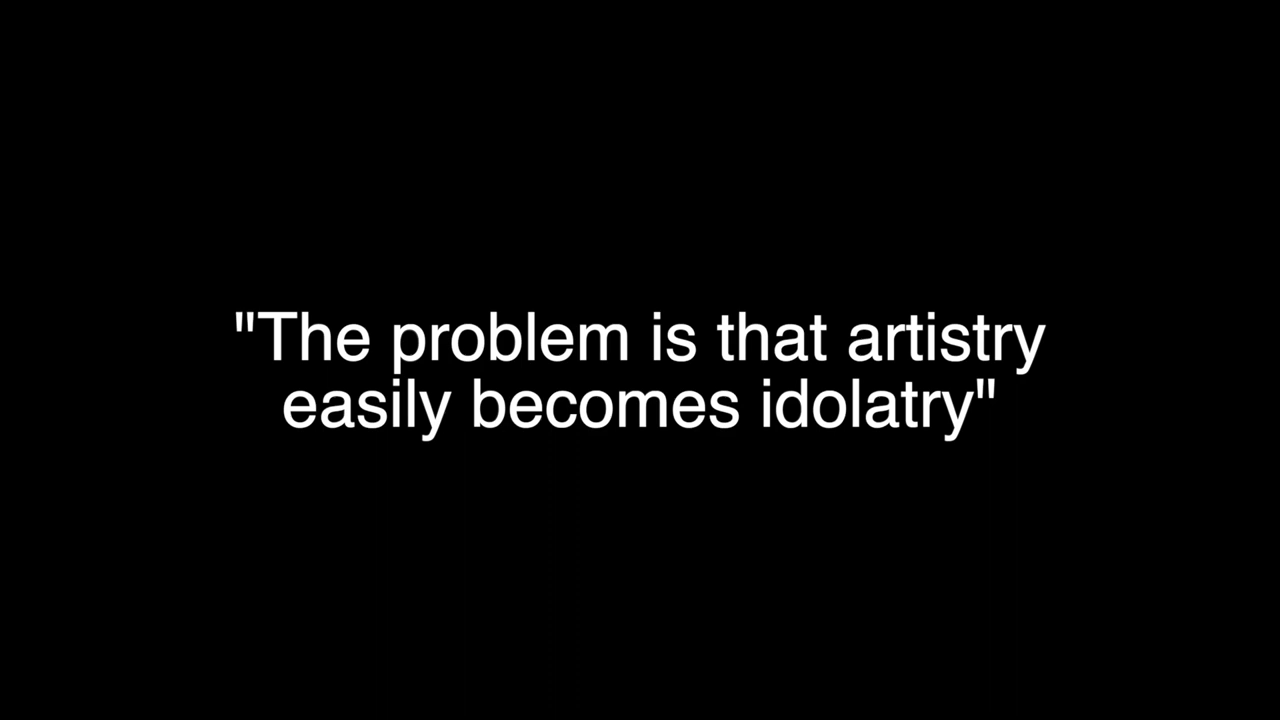 "The problem is that artistry
easily becomes idolatry"